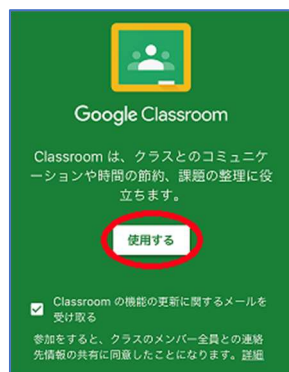 Google Classroom
Classroom は、クラスとのコミュニケ
ーションや時間の節約、課題の整理に役
立ちます。
使用する
Classroom の機能の更新に関するメールを
受け取る
参加をすると、クラスのメンバー全員との連絡
先情報の共有に同意したことになります。詳細